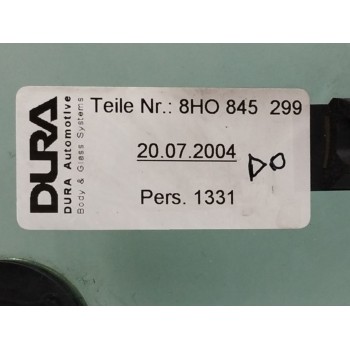 DURA
DURA Automotive
Body & Glass Systems
Teile Nr.: 8HO 845 299
20.07.2004
DO
Pers. 1331